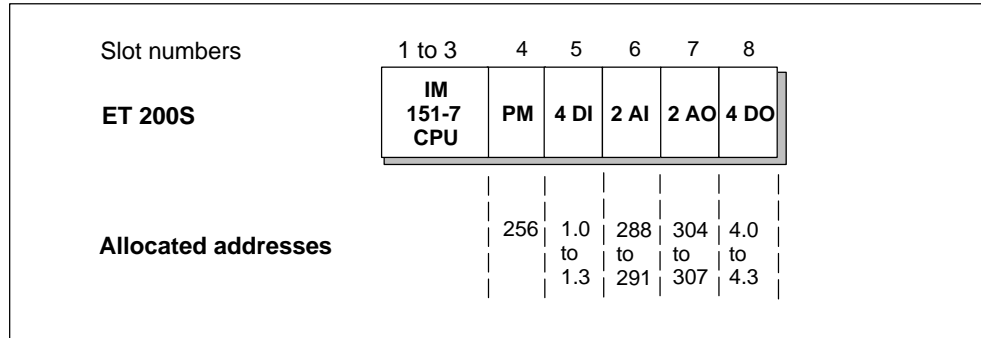 Slot numbers 1 to 3 4 5 6 7 8
ET 200S
IM
151-7
CPU
PM 4 DI 2 AI 2 AO 4 DO
Allocated addresses
256 1.0 288 304 4.0
to to to to
1.3 291 307 4.3